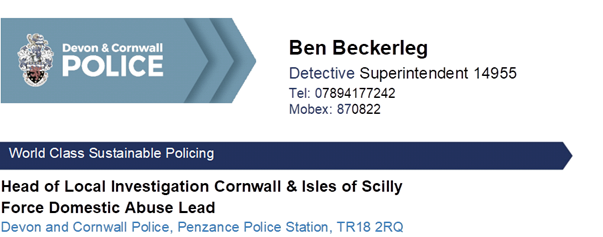 Devon & Cornwall
POLICE
Ben Beckerleg
Detective Superintendent 14955
Tel: 07894177242
Mobex: 870822
World Class Sustainable Policing
Head of Local Investigation Cornwall & Isles of Scilly
Force Domestic Abuse Lead
Devon and Cornwall Police, Penzance Police Station, TR18 2RQ